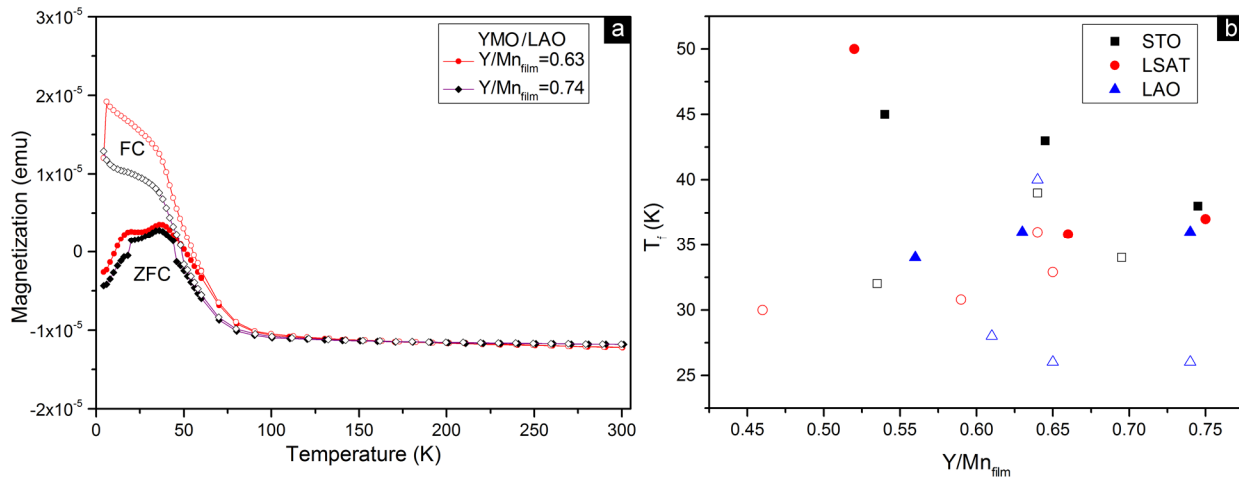 a
YMO/LAO
Y/Mn_film=0.63
Y/Mn_film=0.74
FC
ZFC
Magnetization (emu)
3x10^-5
2x10^-5
1x10^-5
0
-1x10^-5
-2x10^-5
0 50 100 150 200 250 300
Temperature (K)
b
STO
LSAT
LAO
T_f (K)
50
45
40
35
30
25
0.45 0.50 0.55 0.60 0.65 0.70 0.75
Y/Mn_film